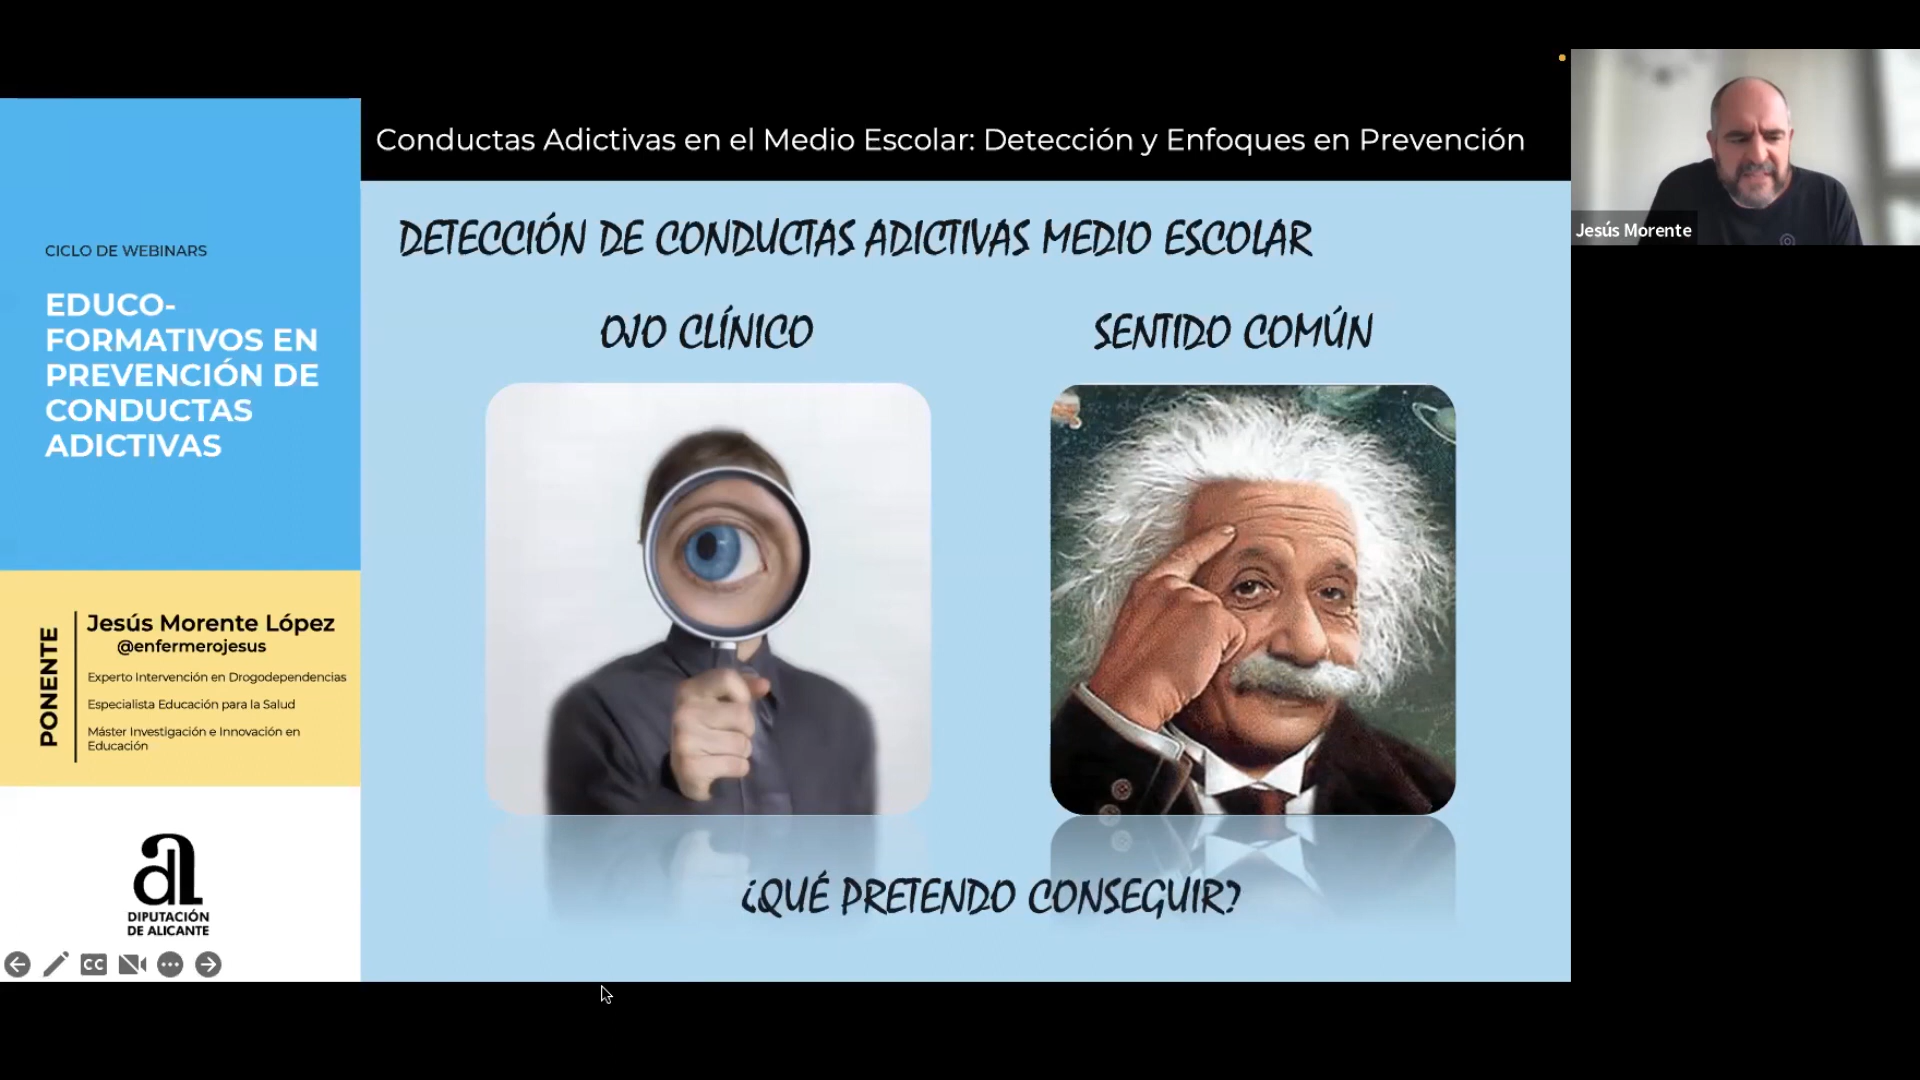 Conductas Adictivas en el Medio Escolar: Detección y Enfoques en Prevención
Jesús Morente
CICLO DE WEBINARS
EDUCO-
FORMATIVOS EN
PREVENCIÓN DE
CONDUCTAS
ADICTIVAS
PONENTE
Jesús Morente López
@enfermerojesus
Experto Intervención en Drogodependencias
Especialista Educación para la Salud
Máster Investigación e Innovación en
Educación
DIPUTACIÓN
DE ALICANTE
CC
DETECCIÓN DE CONDUCTAS ADICTIVAS MEDIO ESCOLAR
OJO CLÍNICO
SENTIDO COMÚN
¿QUÉ PRETENDO CONSEGUIR?